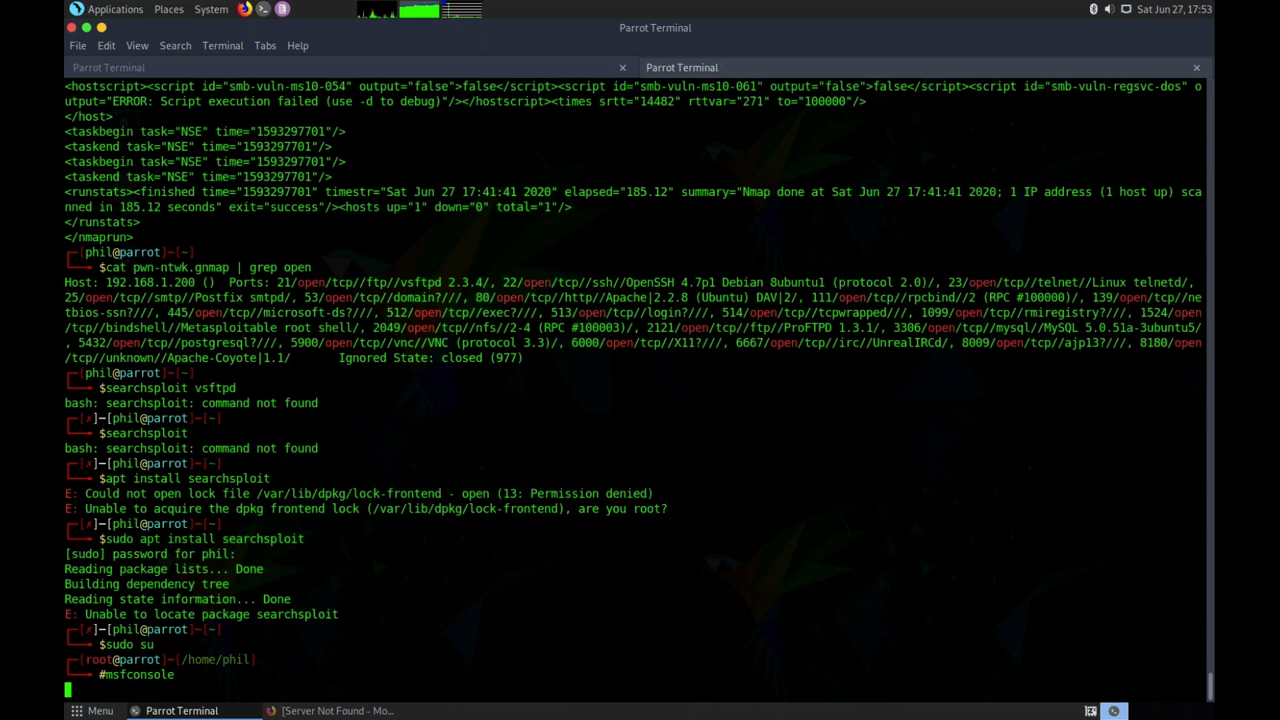 Applications Places System Sat Jun 27, 17:53
Parrot Terminal
File Edit View Search Terminal Tabs Help
Parrot Terminal × Parrot Terminal ×
<hostscript><script id="smb-vuln-ms10-054" output="false">false</script><script id="smb-vuln-ms10-061" output="false">false</script><script id="smb-vuln-regsvc-dos" o
utput="ERROR: Script execution failed (use -d to debug)"/></hostscript><times srtt="14482" rttvar="271" to="100000"/>
</host>
<taskbegin task="NSE" time="1593297701"/>
<taskend task="NSE" time="1593297701"/>
<taskbegin task="NSE" time="1593297701"/>
<taskend task="NSE" time="1593297701"/>
<runstats><finished time="1593297701" timestr="Sat Jun 27 17:41:41 2020" elapsed="185.12" summary="Nmap done at Sat Jun 27 17:41:41 2020; 1 IP address (1 host up) sca
nned in 185.12 seconds" exit="success"/><hosts up="1" down="0" total="1"/>
</runstats>
</nmaprun>
┌─[phil@parrot]─[~]
└──╼ $cat pwn-ntwk.gnmap | grep open
Host: 192.168.1.200 () Ports: 21/open/tcp//ftp//vsftpd 2.3.4/, 22/open/tcp//ssh//OpenSSH 4.7p1 Debian 8ubuntu1 (protocol 2.0)/, 23/open/tcp//telnet//Linux telnetd/,
25/open/tcp//smtp//Postfix smtpd/, 53/open/tcp//domain?///, 80/open/tcp//http//Apache|2.2.8 (Ubuntu) DAV|2/, 111/open/tcp//rpcbind//2 (RPC #100000)/, 139/open/tcp//ne
tbios-ssn?///, 445/open/tcp//microsoft-ds?///, 512/open/tcp//exec?///, 513/open/tcp//login?///, 514/open/tcp//tcpwrapped///, 1099/open/tcp//rmiregistry?///, 1524/open
/tcp//bindshell//Metasploitable root shell/, 2049/open/tcp//nfs//2-4 (RPC #100003)/, 2121/open/tcp//ftp//ProFTPD 1.3.1/, 3306/open/tcp//mysql//MySQL 5.0.51a-3ubuntu5/
, 5432/open/tcp//postgresql?///, 5900/open/tcp//vnc//VNC (protocol 3.3)/, 6000/open/tcp//X11?///, 6667/open/tcp//irc//UnrealIRCd/, 8009/open/tcp//ajp13?///, 8180/open
/tcp//unknown//Apache-Coyote|1.1/ Ignored State: closed (977)
┌─[phil@parrot]─[~]
└──╼ $searchsploit vsftpd
bash: searchsploit: command not found
┌─[✗]─[phil@parrot]─[~]
└──╼ $searchsploit
bash: searchsploit: command not found
┌─[✗]─[phil@parrot]─[~]
└──╼ $apt install searchsploit
E: Could not open lock file /var/lib/dpkg/lock-frontend - open (13: Permission denied)
E: Unable to acquire the dpkg frontend lock (/var/lib/dpkg/lock-frontend), are you root?
┌─[✗]─[phil@parrot]─[~]
└──╼ $sudo apt install searchsploit
[sudo] password for phil:
Reading package lists... Done
Building dependency tree
Reading state information... Done
E: Unable to locate package searchsploit
┌─[✗]─[phil@parrot]─[~]
└──╼ $sudo su
┌─[root@parrot]─[/home/phil]
└──╼ #msfconsole
Menu Parrot Terminal [Server Not Found - Mo...